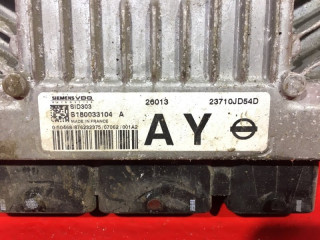 SIEMENS VDO
SID303
S180033104 A
MADE IN FRANCE
26013
23710JD54D
AY